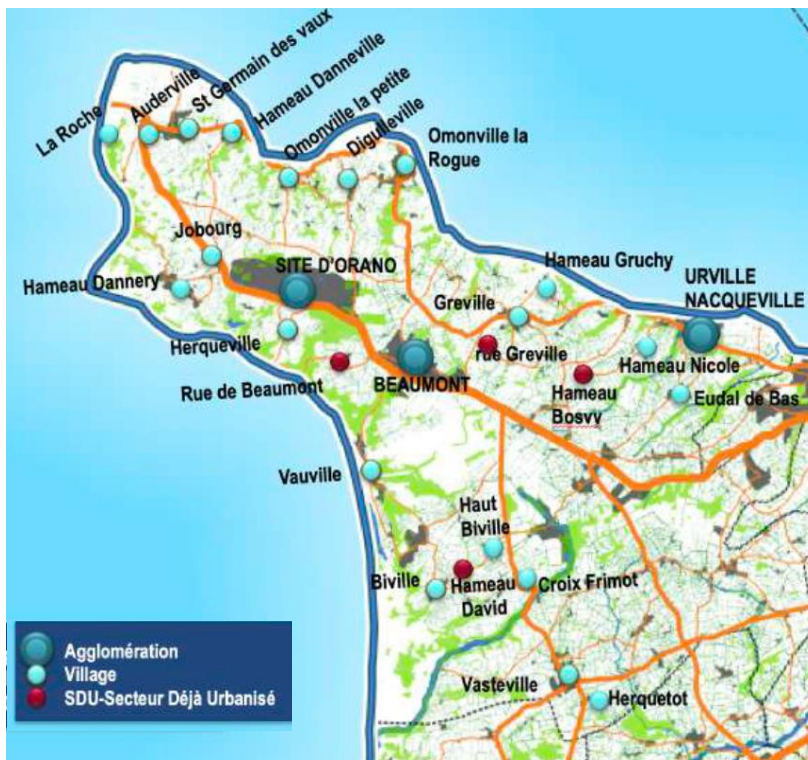 La Roche
Auderville
St Germain des vaux
Hameau Danneville
Omonville la petite
Digulleville
Omonville la
Rogue
Jobourg
Hameau Dannery
SITE D'ORANO
Herqueville
Rue de Beaumont
BEAUMONT
Greville
Hameau Gruchy
rue Greville
URVILLE
NACQUEVILLE
Hameau Nicole
Hameau
Bosvv
Eudal de Bas
Vauville
Haut
Biville
Biville
Hameau
David
Croix Frimot
Vasteville
Herquetot
Agglomération
Village
SDU-Secteur Déjà Urbanisé